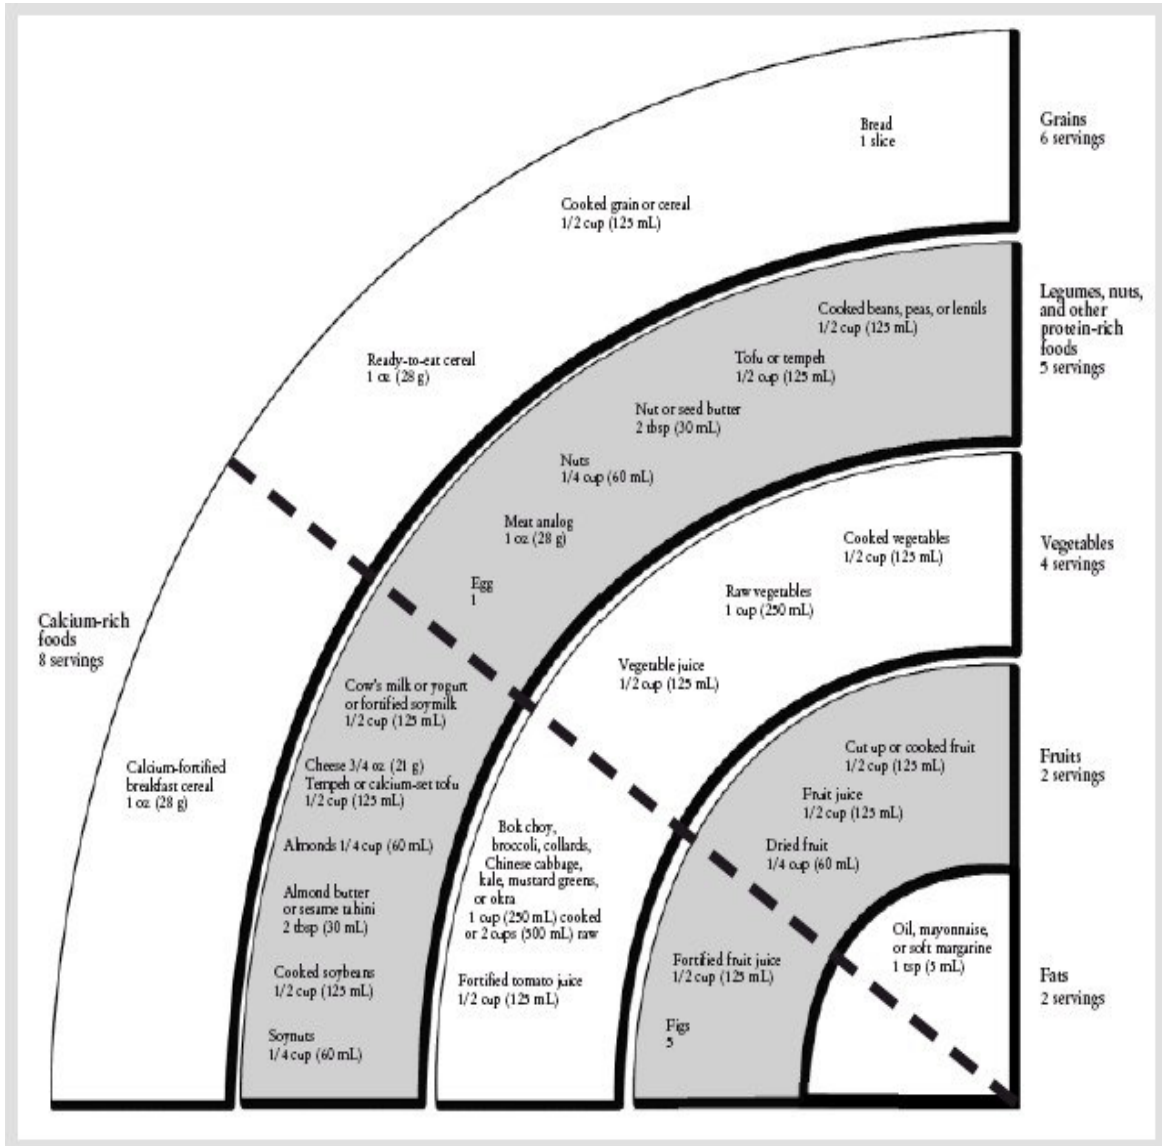 Bread
1 slice
Grains
6 servings
Cooked grain or cereal
1/2 cup (125 mL)
Ready-to-eat cereal
1 oz (28 g)
Legumes, nuts,
and other
protein-rich
foods
5 servings
Cooked beans, peas, or lentils
1/2 cup (125 mL)
Tofu or tempeh
1/2 cup (125 mL)
Nut or seed butter
2 tbsp (30 mL)
Nuts
1/4 cup (60 mL)
Meat analog
1 oz (28 g)
Egg
1
Vegetables
4 servings
Cooked vegetables
1/2 cup (125 mL)
Raw vegetables
1 cup (250 mL)
Vegetable juice
1/2 cup (125 mL)
Calcium-rich
foods
8 servings
Calcium-fortified
breakfast cereal
1 oz (28 g)
Cow's milk or yogurt
or fortified soymilk
1/2 cup (125 mL)
Cheese 3/4 oz (21 g)
Tempeh or calcium-set tofu
1/2 cup (125 mL)
Almonds 1/4 cup (60 mL)
Almond butter
or sesame tahini
2 tbsp (30 mL)
Cooked soybeans
1/2 cup (125 mL)
Soynuts
1/4 cup (60 mL)
Bok choy,
broccoli, collards,
Chinese cabbage,
kale, mustard greens,
or okra
1 cup (250 mL) cooked
or 2 cups (500 mL) raw
Fortified tomato juice
1/2 cup (125 mL)
Fruits
2 servings
Cut up or cooked fruit
1/2 cup (125 mL)
Fruit juice
1/2 cup (125 mL)
Dried fruit
1/4 cup (60 mL)
Fortified fruit juice
1/2 cup (125 mL)
Figs
5
Oil, mayonnaise,
or soft margarine
1 tsp (5 mL)
Fats
2 servings